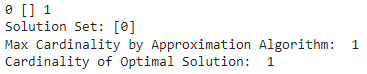 0 [] 1
Solution Set: [0]
Max Cardinality by Approximation Algorithm:  1
Cardinality of Optimal Solution:  1